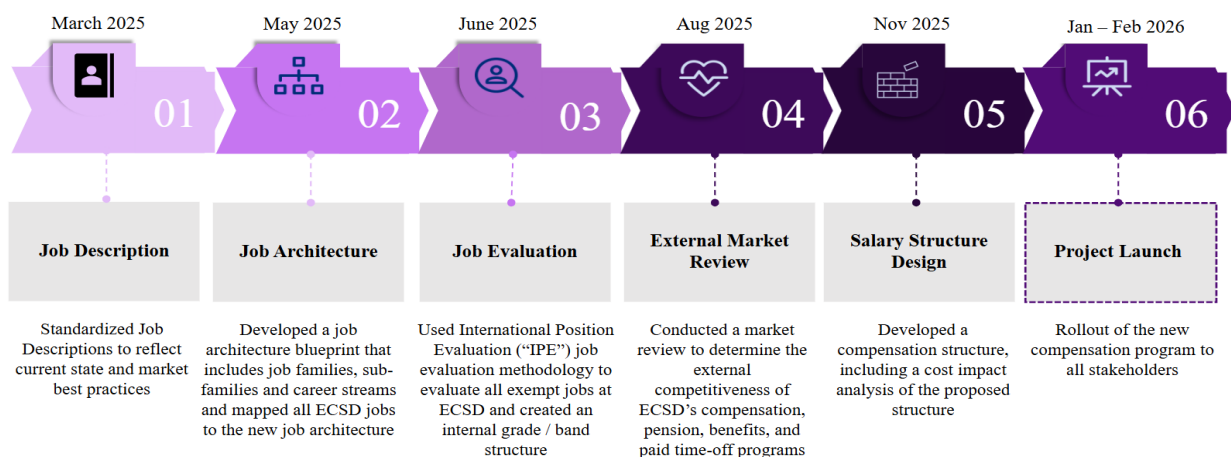 March 2025
May 2025
June 2025
Aug 2025
Nov 2025
Jan – Feb 2026
01
02
03
04
05
06
Job Description
Job Architecture
Job Evaluation
External Market
Review
Salary Structure
Design
Project Launch
Standardized Job
Descriptions to reflect
current state and market
best practices
Developed a job
architecture blueprint that
includes job families, sub-
families and career streams
and mapped all ECSD jobs
to the new job architecture
Used International Position
Evaluation (“IPE”) job
evaluation methodology to
evaluate all exempt jobs at
ECSD and created an
internal grade / band
structure
Conducted a market
review to determine the
external
competitiveness of
ECSD’s compensation,
pension, benefits, and
paid time-off programs
Developed a
compensation structure,
including a cost impact
analysis of the proposed
structure
Rollout of the new
compensation program to
all stakeholders